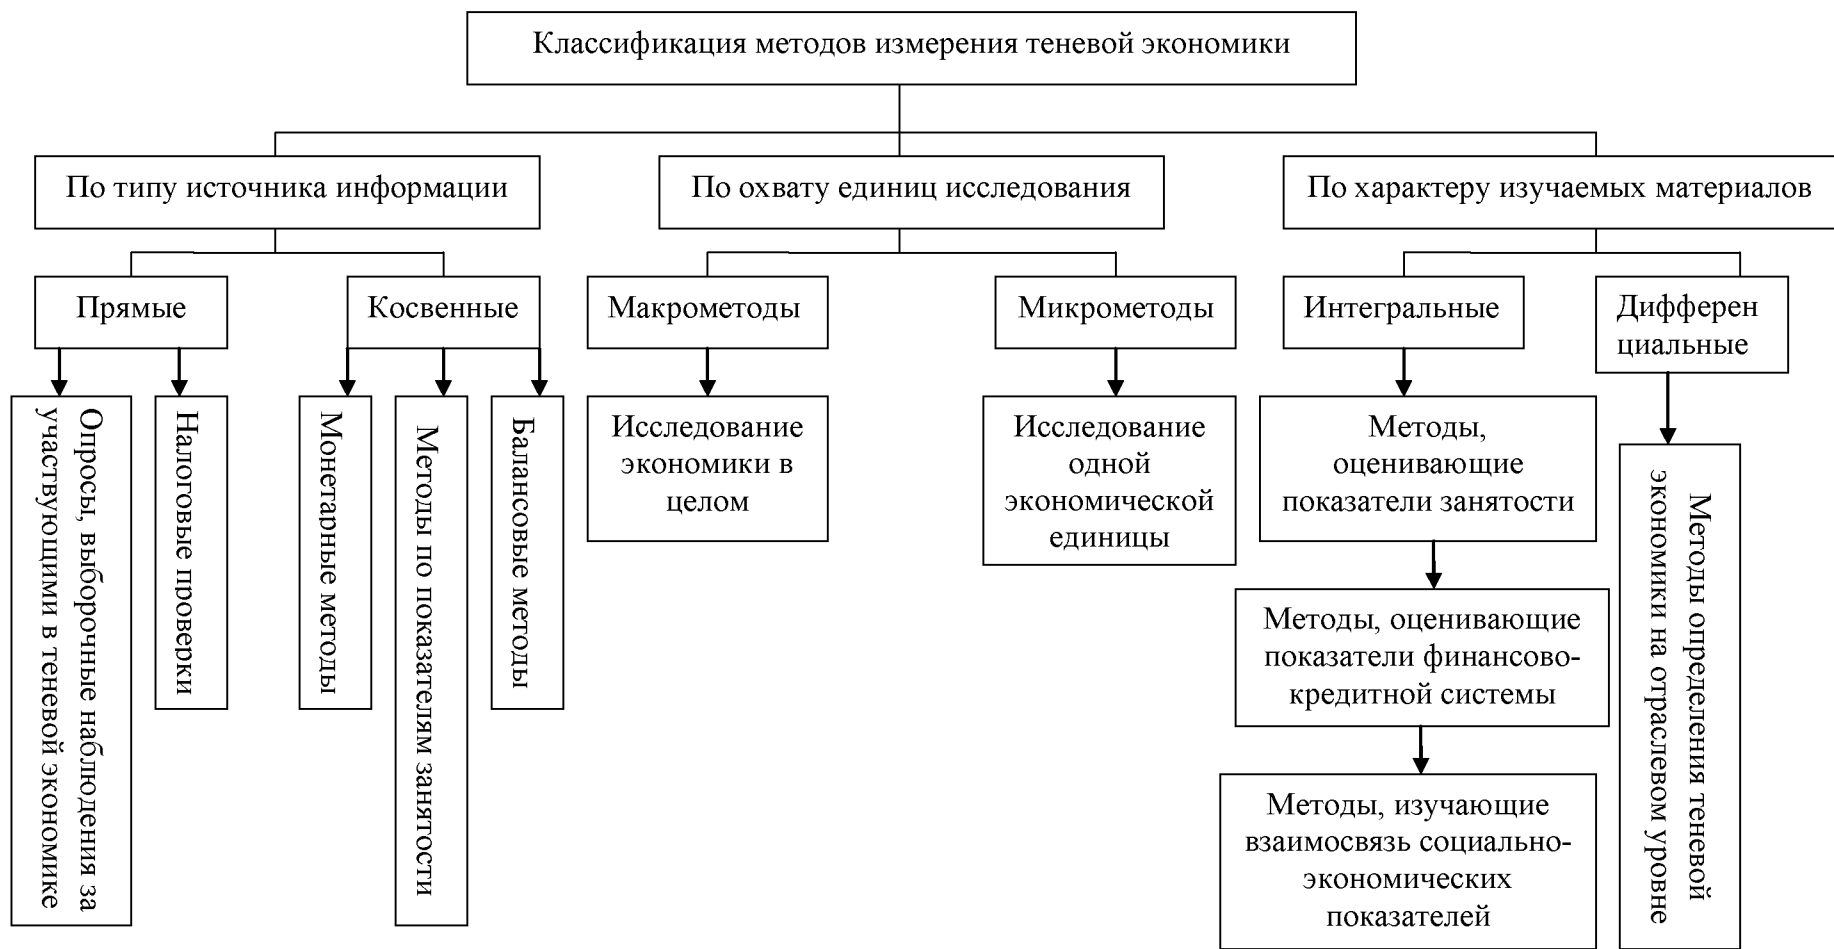 Классификация методов измерения теневой экономики
По типу источника информации
По охвату единиц исследования
По характеру изучаемых материалов
Прямые
Косвенные
Макрометоды
Микрометоды
Интегральные
Дифферен
циальные
Опросы, выборочные наблюдения за
участвующими в теневой экономике
Налоговые проверки
Монетарные методы
Методы по показателям занятости
Балансовые методы
Исследование
экономики в
целом
Исследование
одной
экономической
единицы
Методы,
оценивающие
показатели занятости
Методы, оценивающие
показатели финансово-
кредитной системы
Методы, изучающие
взаимосвязь социально-
экономических
показателей
Методы определения теневой
экономики на отраслевом уровне